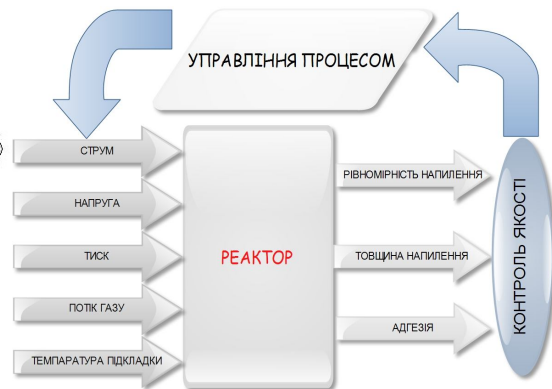 УПРАВЛІННЯ ПРОЦЕСОМ
СТРУМ
НАПРУГА
ТИСК
ПОТІК ГАЗУ
ТЕМПАРАТУРА ПІДКЛАДКИ
РЕАКТОР
РІВНОМІРНІСТЬ НАПИЛЕННЯ
ТОВЩИНА НАПИЛЕННЯ
АДГЕЗІЯ
КОНТРОЛЬ ЯКОСТІ